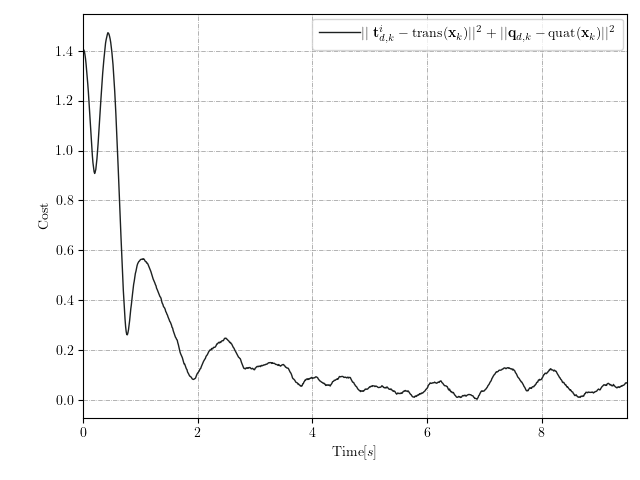 || t^i_{d,k} − trans(x_k)||^2 + ||q_{d,k} − quat(x_k)||^2
1.4
1.2
1.0
0.8
0.6
0.4
0.2
0.0
Cost
0 2 4 6 8
Time[s]